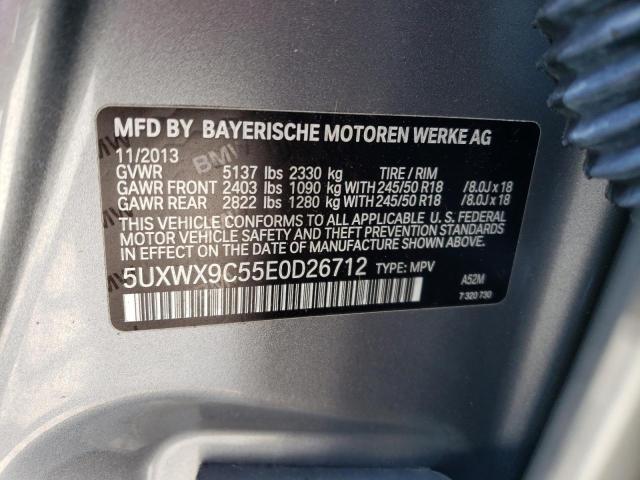 MFD BY BAYERISCHE MOTOREN WERKE AG
11/2013
GVWR 5137 lbs 2330 kg TIRE / RIM
GAWR FRONT 2403 lbs 1090 kg WITH 245/50 R18 /8.0J x 18
GAWR REAR 2822 lbs 1280 kg WITH 245/50 R18 /8.0J x 18
THIS VEHICLE CONFORMS TO ALL APPLICABLE U. S. FEDERAL
MOTOR VEHICLE SAFETY AND THEFT PREVENTION STANDARDS
IN EFFECT ON THE DATE OF MANUFACTURE SHOWN ABOVE.
5UXWX9C55E0D26712 TYPE: MPV A52M
7 320 730